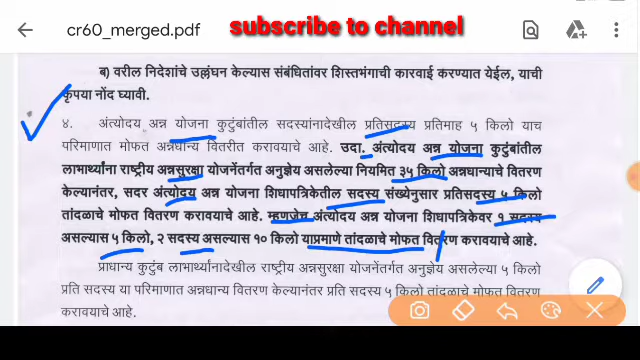 cr60_merged.pdf
subscribe to channel
ब) वरील निदेशांचे उल्लंघन केल्यास संबंधितांवर शिस्तभंगाची कारवाई करण्यात येईल, याची
कृपया नोंद घ्यावी.
४. अंत्योदय अन्न योजना कुटुंबांतील सदस्यांनादेखील प्रतिसदस्य प्रतिमाह ५ किलो याच
परिमाणात मोफत अन्नधान्य वितरीत करावयाचे आहे. उदा. अंत्योदय अन्न योजना कुटुंबांतील
लाभार्थ्यांना राष्ट्रीय अन्नसुरक्षा योजनेंतर्गत अनुज्ञेय असलेल्या नियमित ३५ किलो अन्नधान्याचे वितरण
केल्यानंतर, सदर अंत्योदय अन्न योजना शिधापत्रिकेतील सदस्य संख्येनुसार प्रतिसदस्य ५ किलो
तांदळाचे मोफत वितरण करावयाचे आहे. म्हणजेच अंत्योदय अन्न योजना शिधापत्रिकेवर १ सदस्य
असल्यास ५ किलो, २ सदस्य असल्यास १० किलो याप्रमाणे तांदळाचे मोफत वितरण करावयाचे आहे.
प्राधान्य कुटुंब लाभार्थ्यांनादेखील राष्ट्रीय अन्नसुरक्षा योजनेंतर्गत अनुज्ञेय असलेल्या ५ किलो
प्रति सदस्य या परिमाणात अन्नधान्य वितरण केल्यानंतर प्रति सदस्य ५ किलो तांदळाचे मोफत वितरण
करावयाचे आहे.